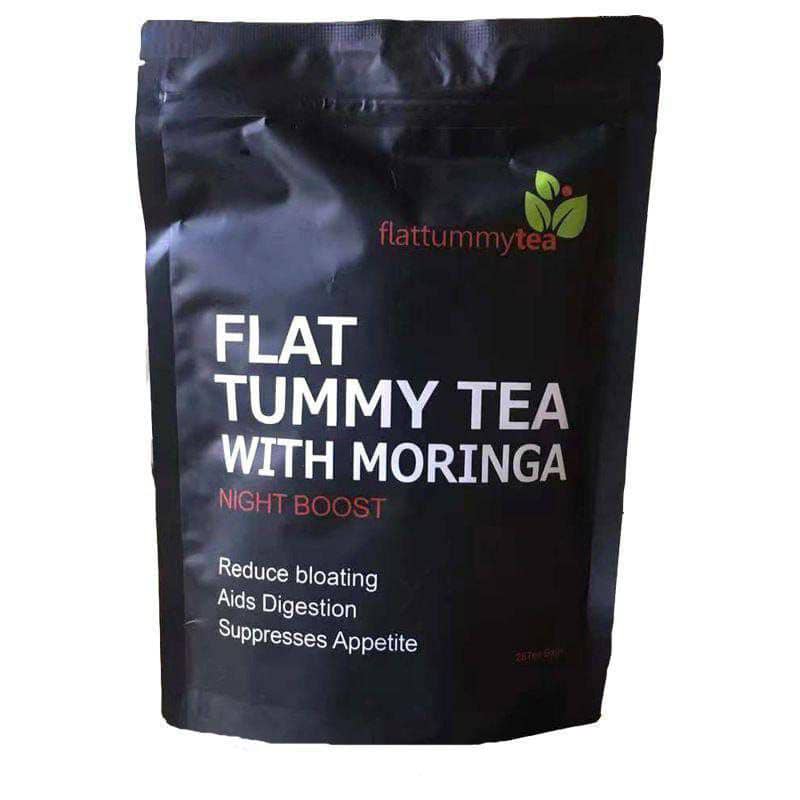 flattummytea
FLAT
TUMMY TEA
WITH MORINGA
NIGHT BOOST
Reduce bloating
Aids Digestion
Suppresses Appetite